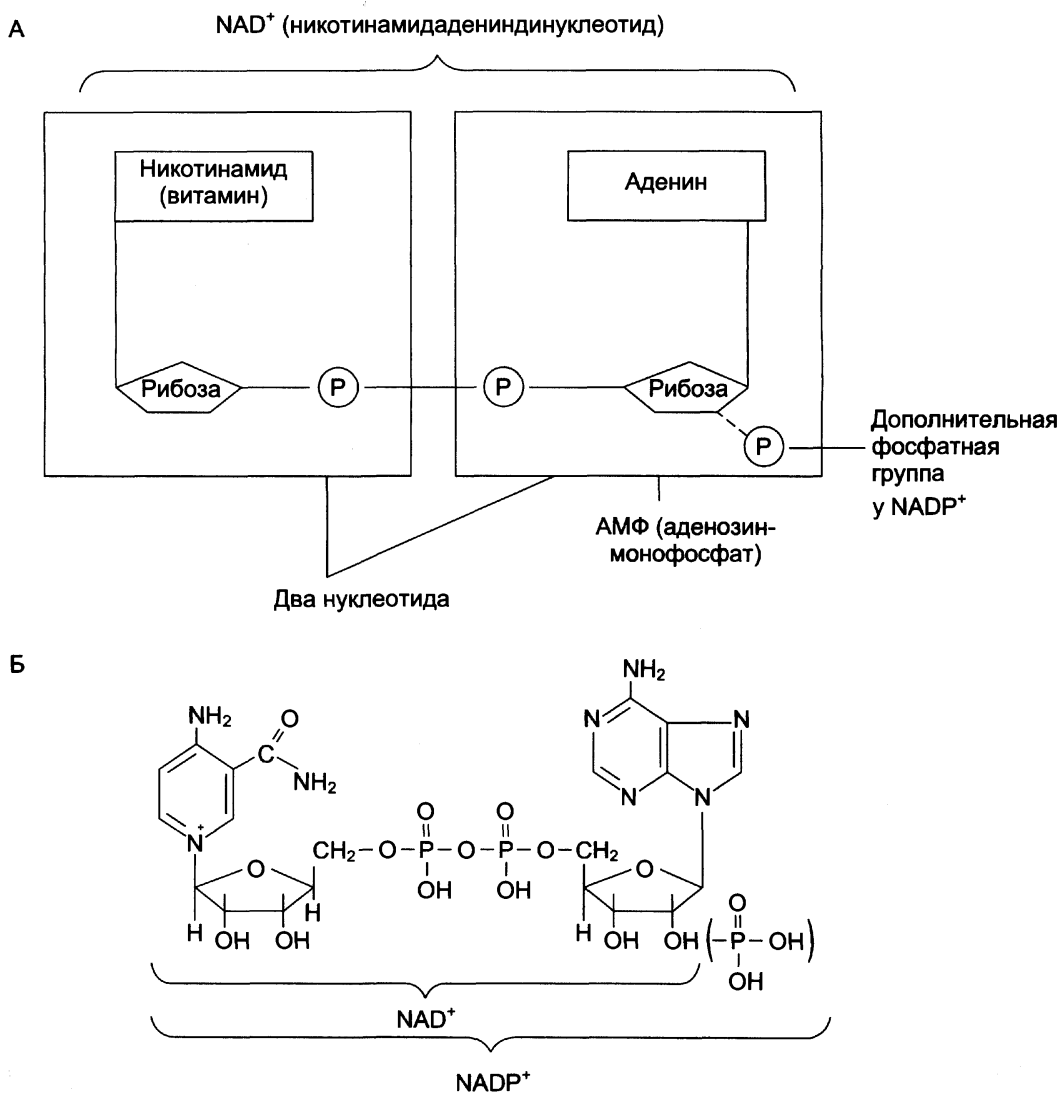 А
NAD⁺ (никотинамидадениндинуклеотид)
Никотинамид
(витамин)
Аденин
Рибоза
P
P
Рибоза
P
Дополнительная
фосфатная
группа
у NADP⁺
АМФ (аденозин-
монофосфат)
Два нуклеотида
Б
NH₂
O
C
NH₂
N⁺
NH₂
N
N
N
N
O
O
CH₂–O–P–O–P–O–CH₂
OH
OH
O
O
H
H
OH
OH
H
OH
OH
O
(–P–OH)
OH
NAD⁺
NADP⁺